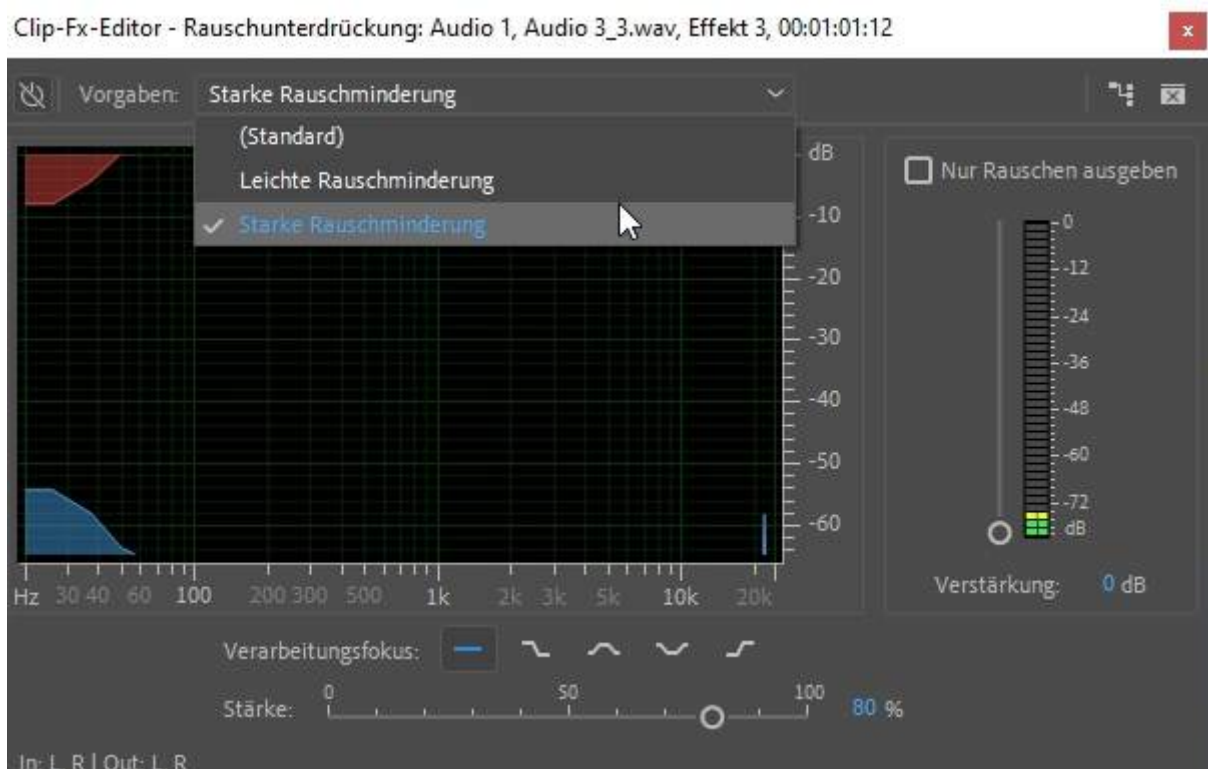 Clip-Fx-Editor - Rauschunterdrückung: Audio 1, Audio 3_3.wav, Effekt 3, 00:01:01:12
x
Vorgaben: Starke Rauschminderung
(Standard)
Leichte Rauschminderung
Starke Rauschminderung
dB
-10
-20
-30
-40
-50
-60
Hz 30 40 60 100 200 300 500 1k 2k 3k 5k 10k 20k
Nur Rauschen ausgeben
0
-12
-24
-36
-48
-60
-72
dB
Verstärkung: 0 dB
Verarbeitungsfokus:
0 50 100
Stärke: 80 %
In: L, R | Out: L, R